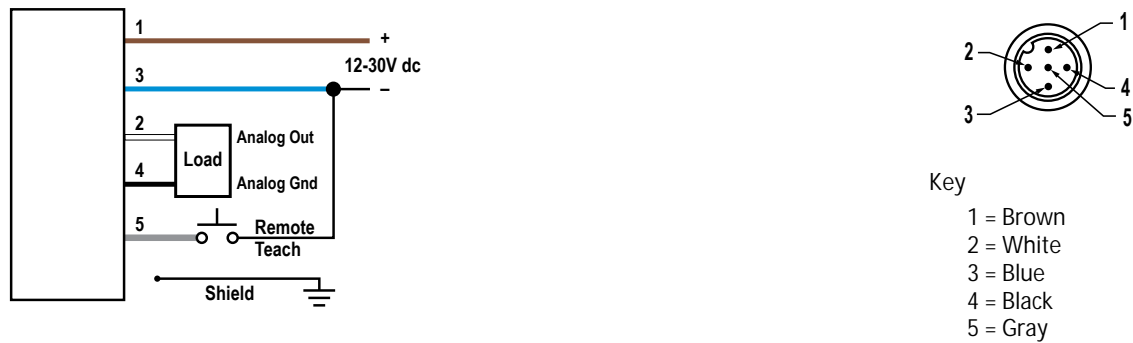 1
+
12-30V dc
3
–
2
Analog Out
Load
4
Analog Gnd
5
Remote
Teach
Shield
1
2
4
3
5
Key
1 = Brown
2 = White
3 = Blue
4 = Black
5 = Gray